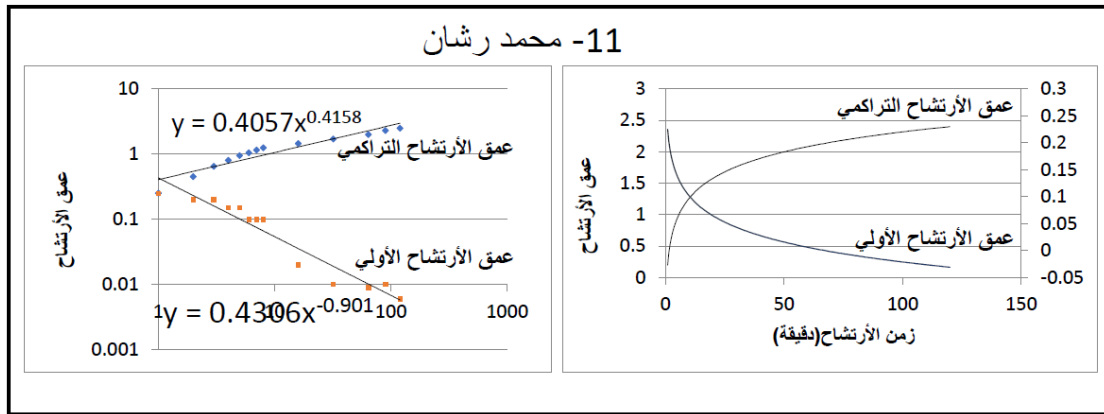 11- محمد رشان
10
1
0.1
0.01
0.001
1
10
100
1000
عمق الأرتشاح
y = 0.4057x^0.4158
عمق الأرتشاح التراكمي
عمق الأرتشاح الأولي
y = 0.4306x^-0.901
3
2.5
2
1.5
1
0.5
0
0.3
0.25
0.2
0.15
0.1
0.05
0
-0.05
0
50
100
150
عمق الأرتشاح
عمق الأرتشاح التراكمي
عمق الأرتشاح الأولي
زمن الأرتشاح(دقيقة)